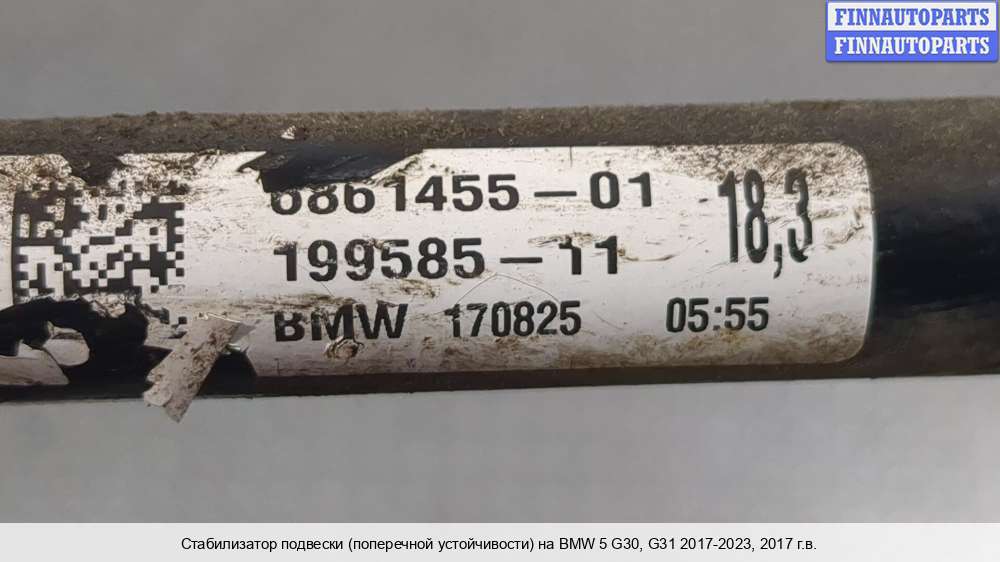 FINNAUTOPARTS
FINNAUTOPARTS
6861455-01
18,3
199585-11
BMW 170825 05:55
Стабилизатор подвески (поперечной устойчивости) на BMW 5 G30, G31 2017-2023, 2017 г.в.